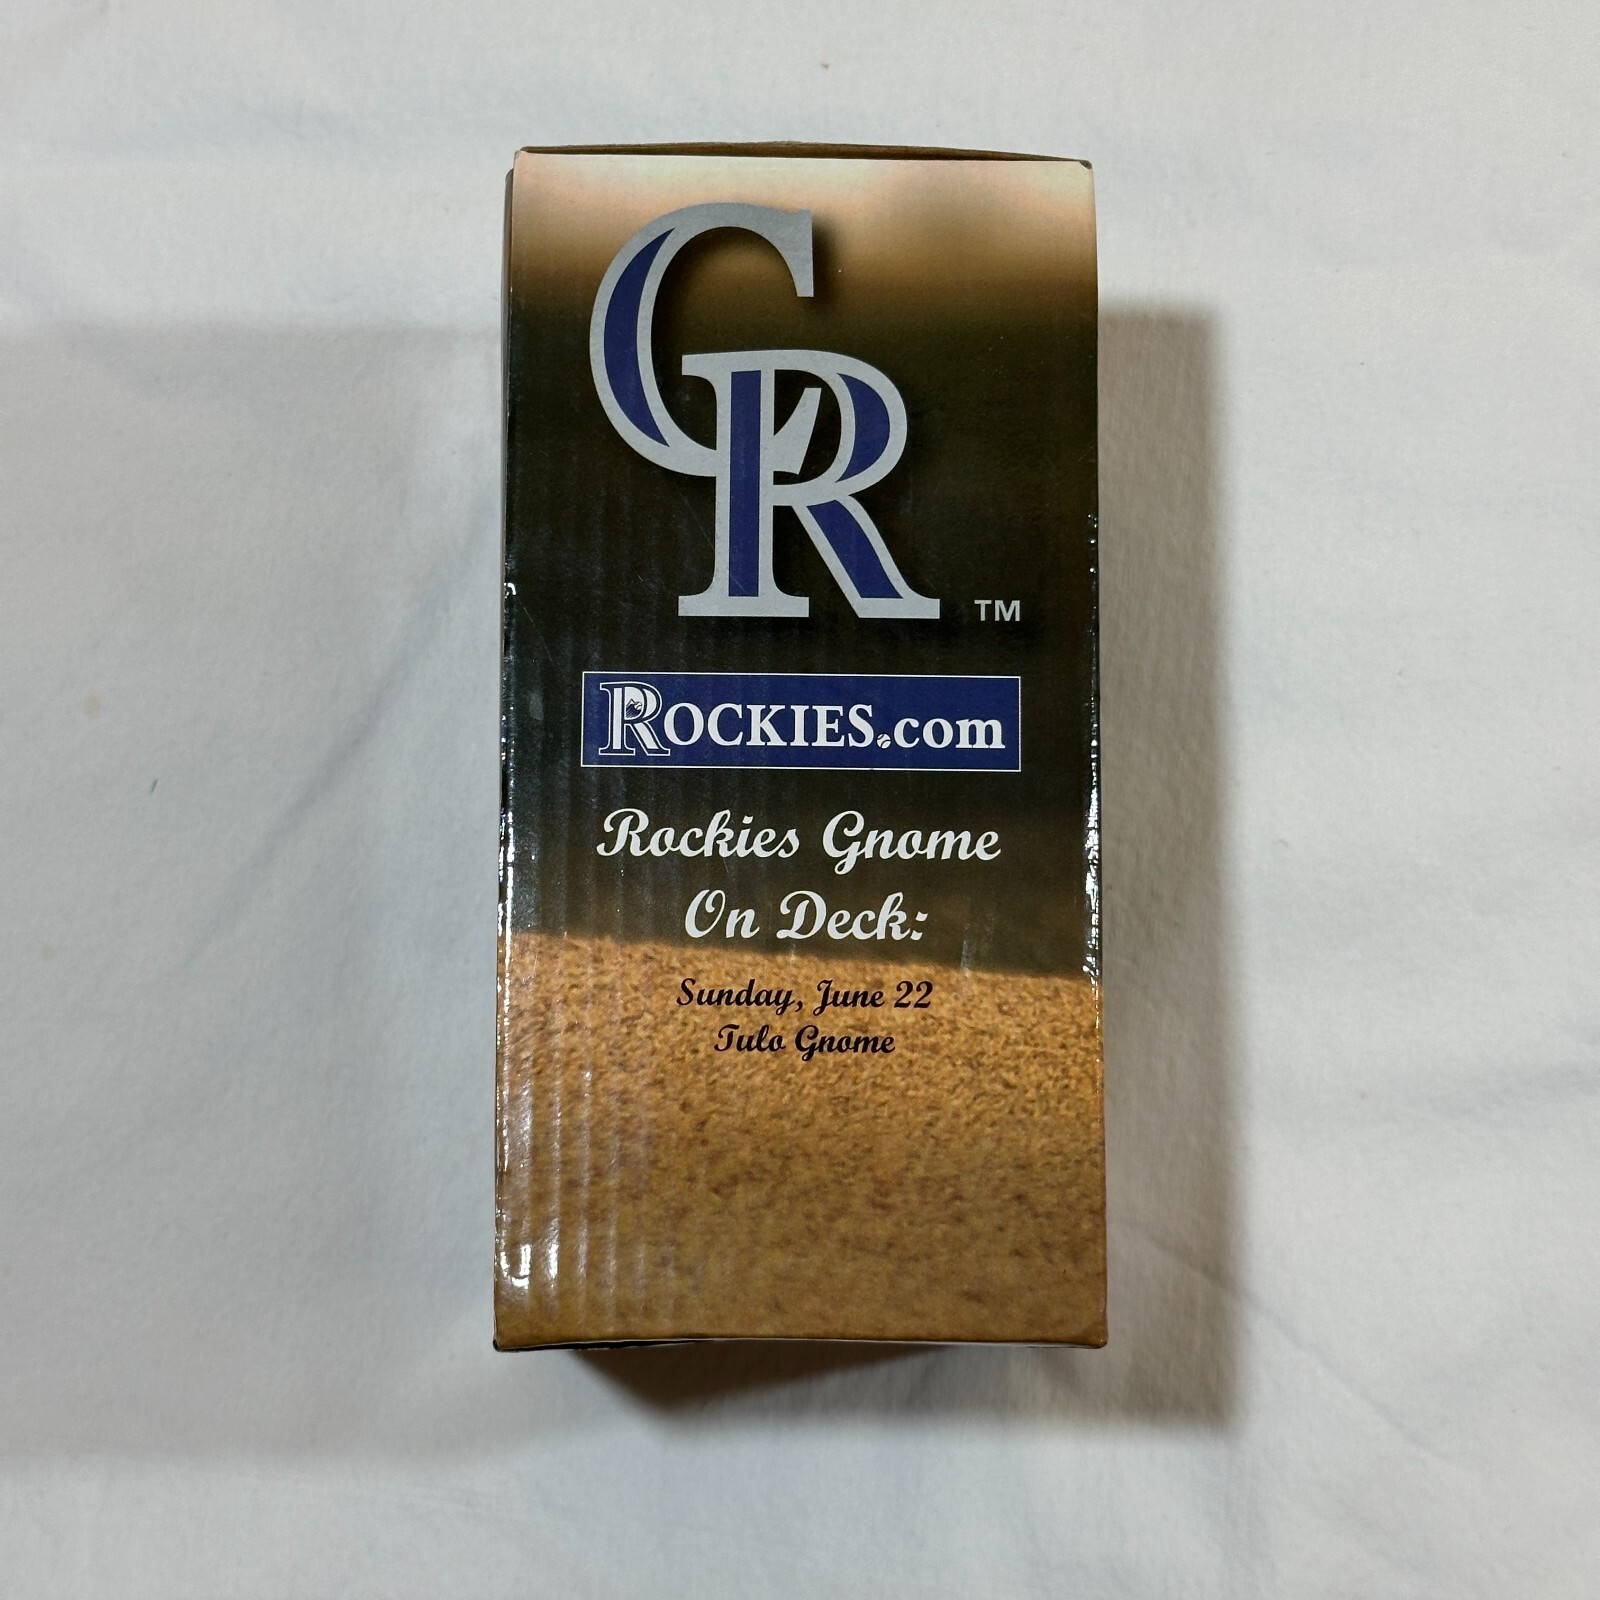 CR
TM
ROCKIES.com
Rockies Gnome
On Deck:
Sunday, June 22
Tulo Gnome